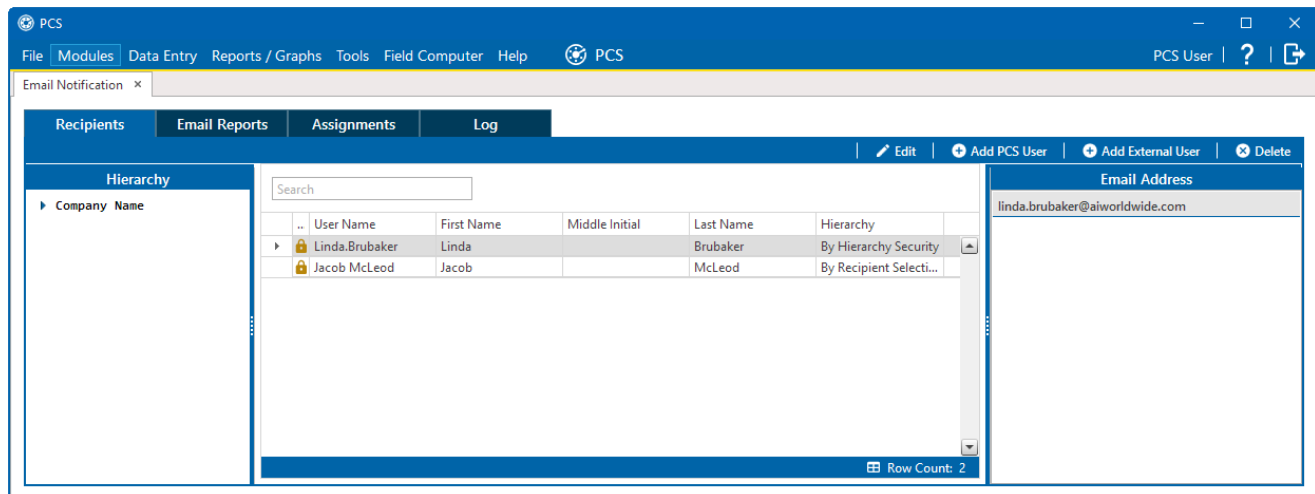 PCS
File Modules Data Entry Reports / Graphs Tools Field Computer Help PCS PCS User | ? |
Email Notification ×
Recipients Email Reports Assignments Log
| Edit | Add PCS User | Add External User | Delete
Hierarchy
Company Name
Search
.. User Name First Name Middle Initial Last Name Hierarchy
Linda.Brubaker Linda Brubaker By Hierarchy Security
Jacob McLeod Jacob McLeod By Recipient Selecti...
Row Count: 2
Email Address
linda.brubaker@aiworldwide.com